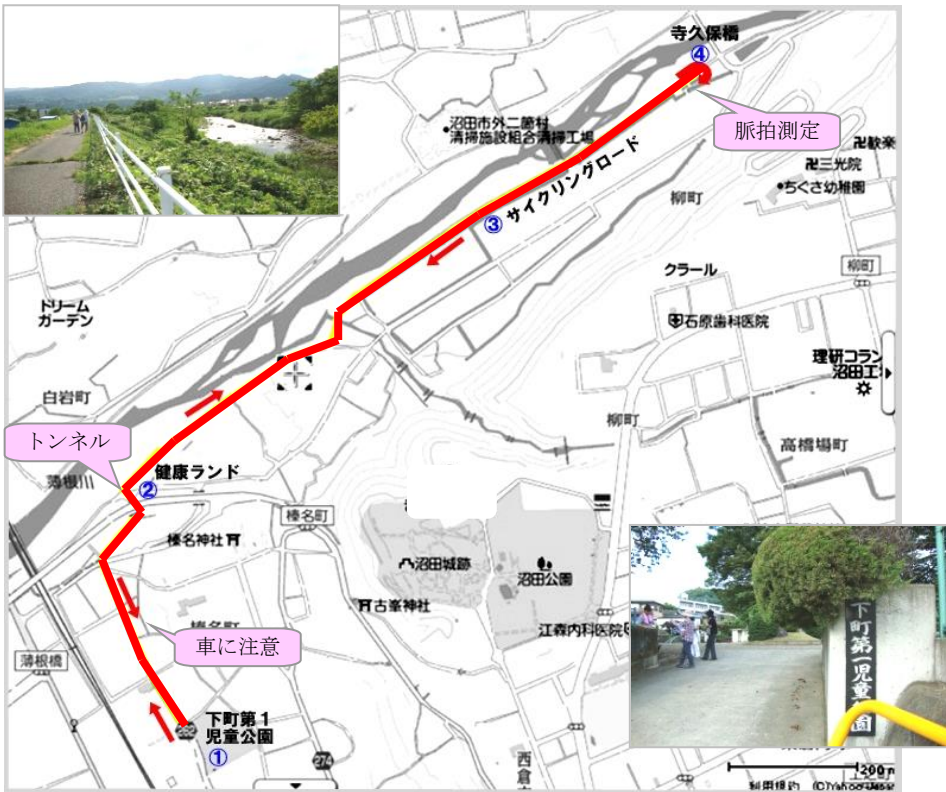 寺久保橋
④
脈拍測定
沼田市外二箇村
清掃施設組合清掃工場
サイクリングロード
③
柳町
卍歓楽
卍三光院
ちぐさ幼稚園
クラール
柳町
石原歯科医院
ドリーム
ガーデン
理研コラン
沼田工
白岩町
柳町
高橋場町
トンネル
健康ランド
②
薄根川
榛名町
榛名神社
沼田城跡
沼田公園
古峯神社
江森内科医院
車に注意
薄根橋
下町第1
児童公園
①
274
西倉
下町第一児童公園
200m
利用規約